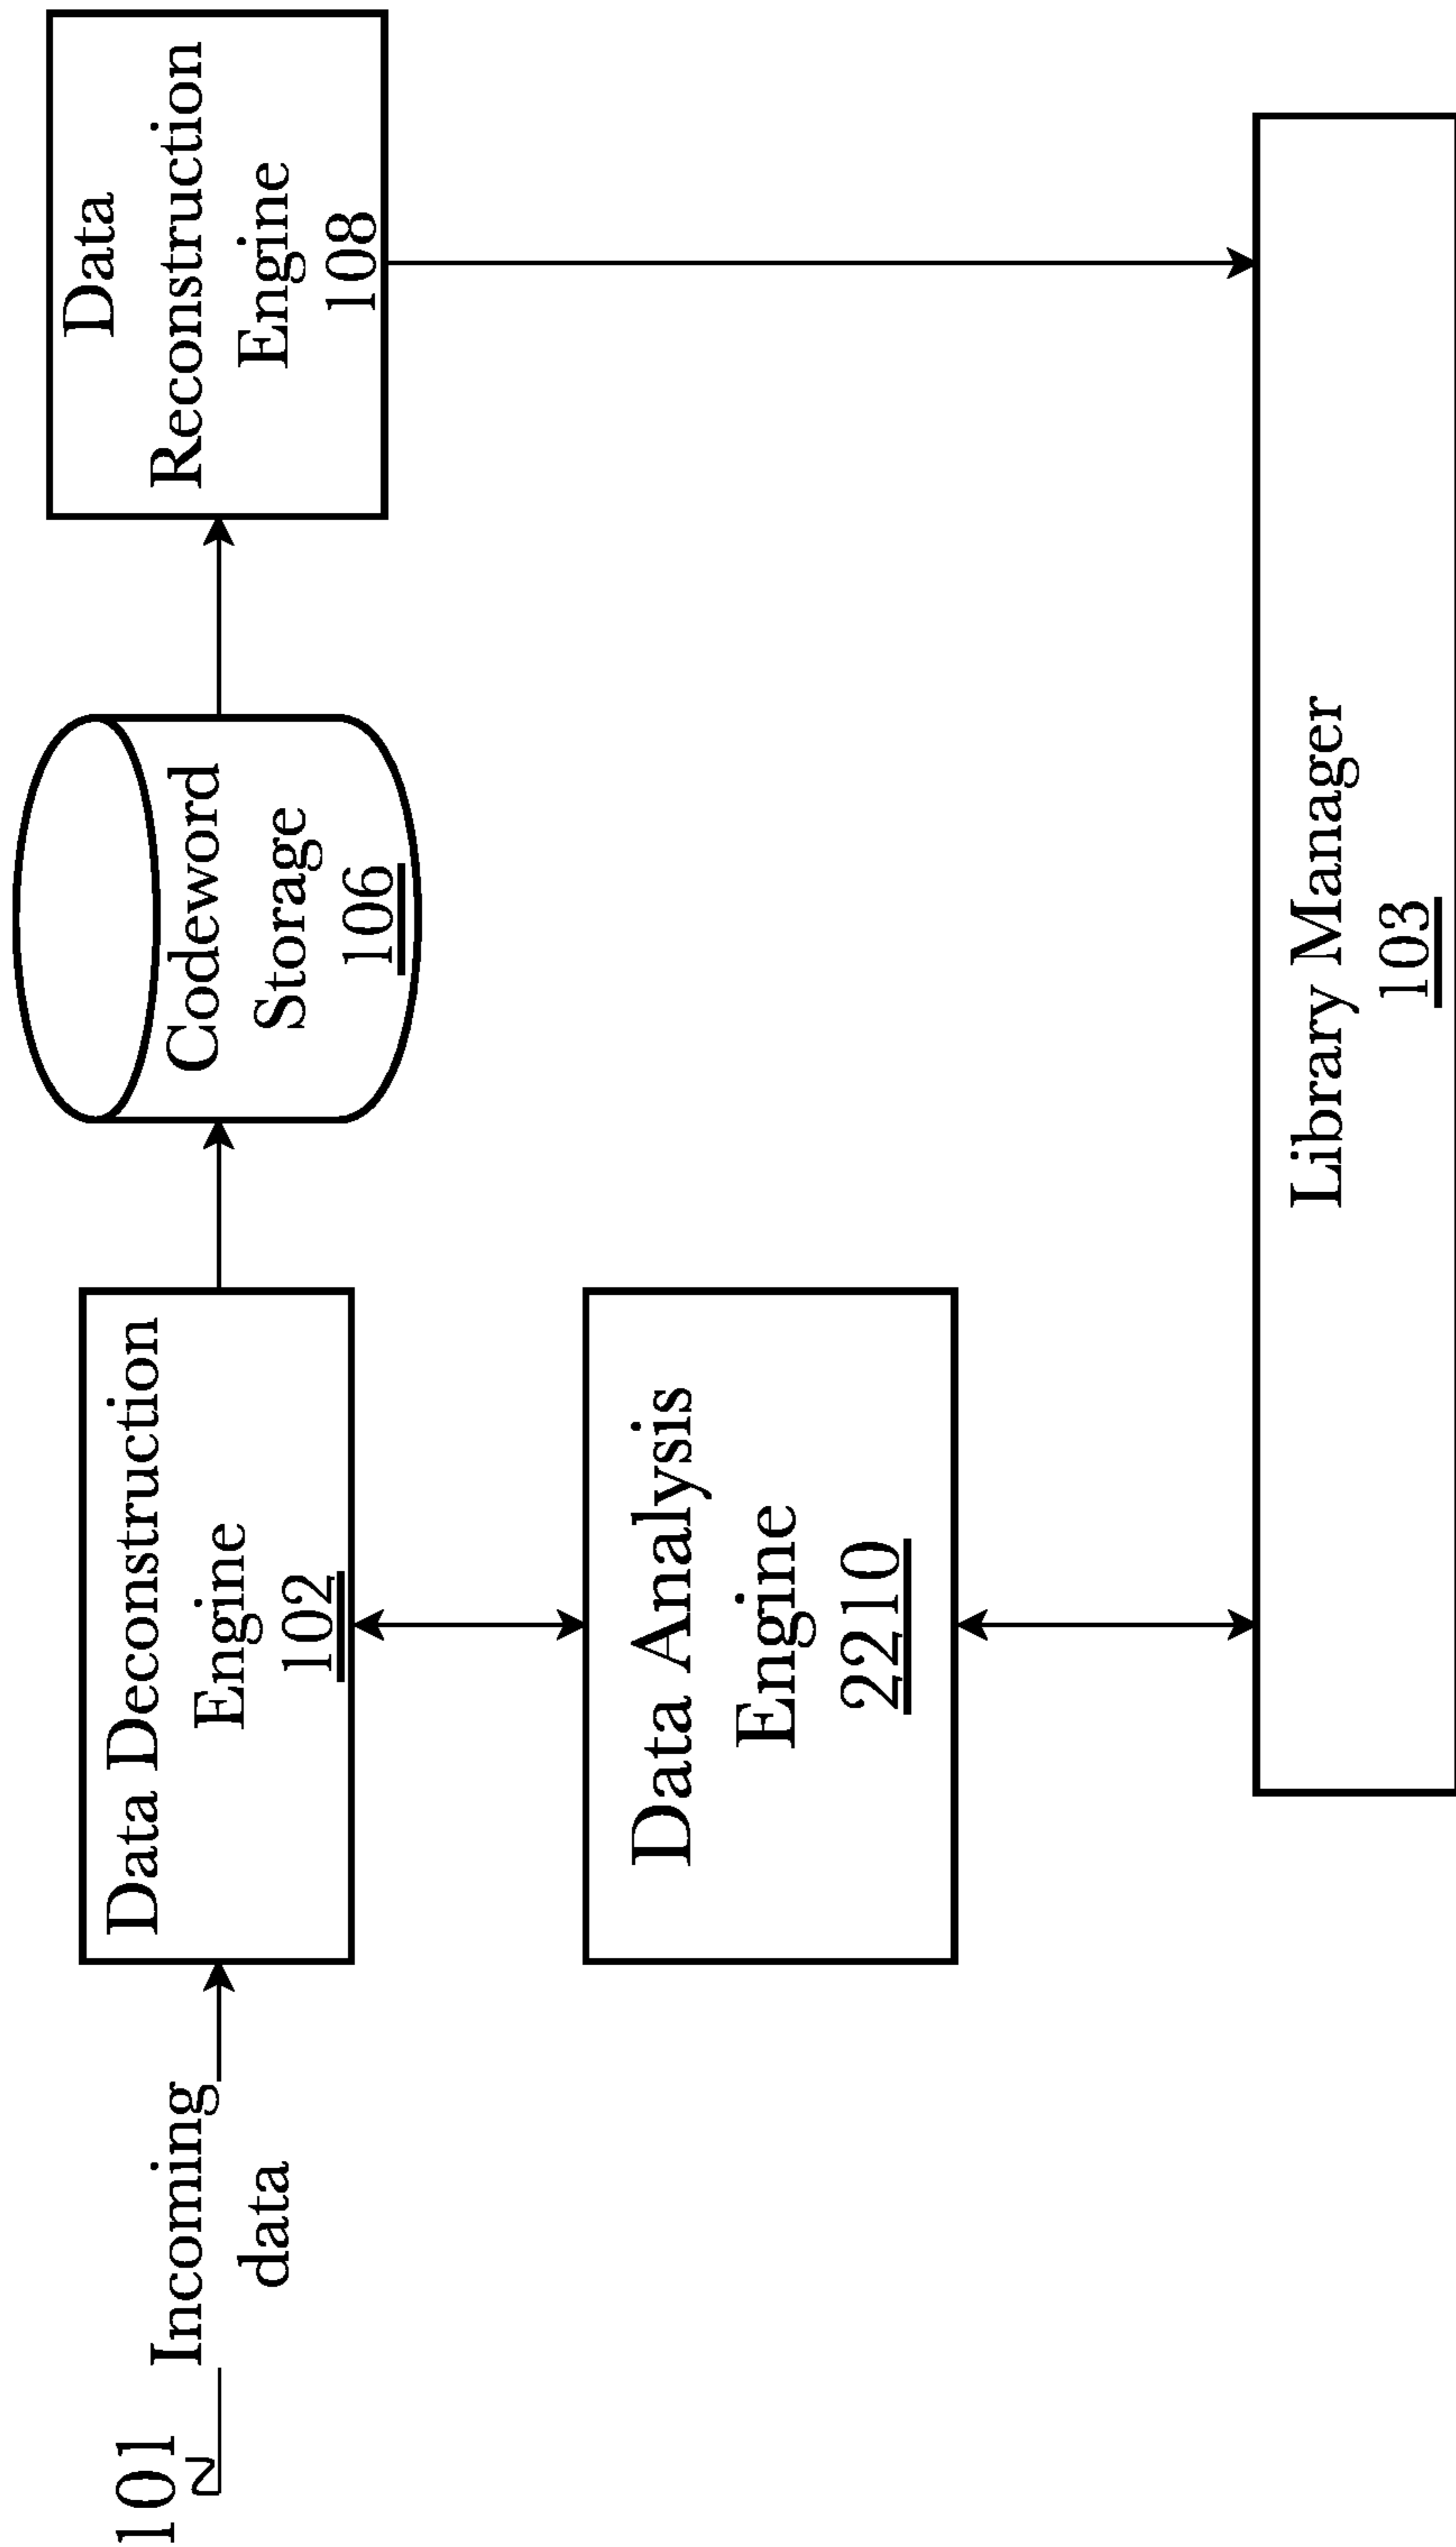 101
Incoming
data
Data Deconstruction
Engine
102
Codeword
Storage
106
Data
Reconstruction
Engine
108
Data Analysis
Engine
2210
Library Manager
103